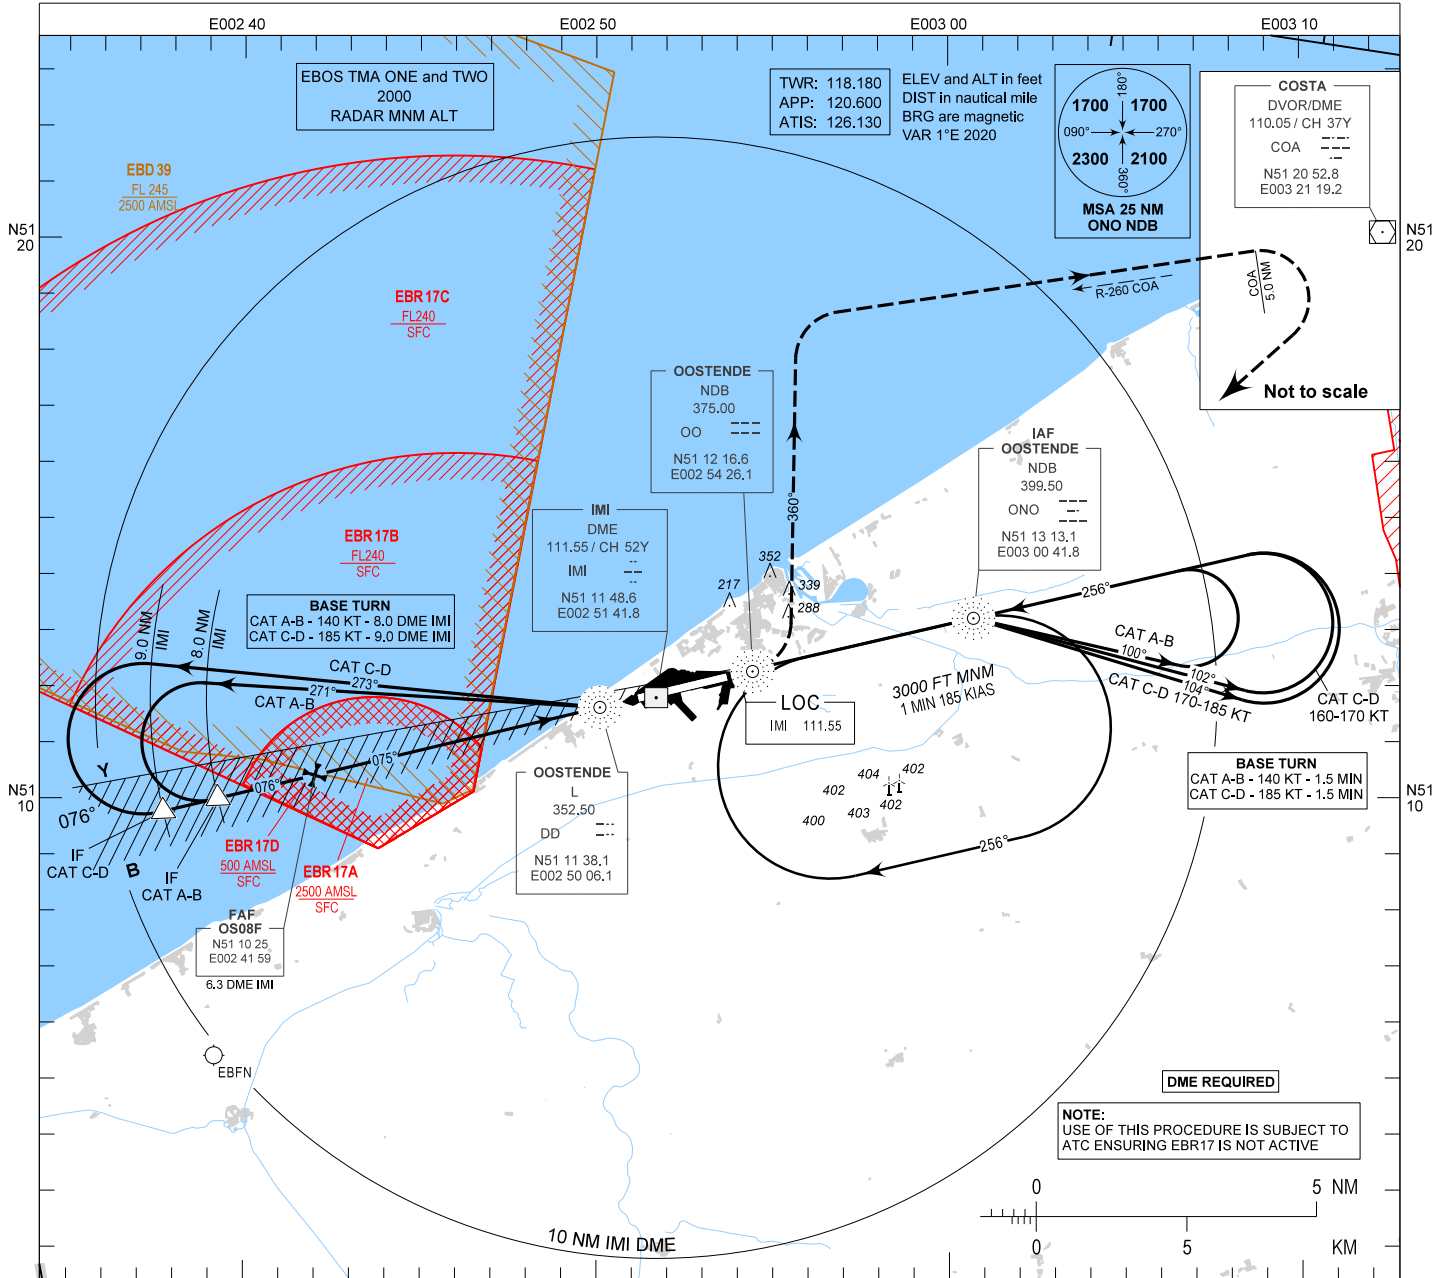 E002 40
E002 50
E003 00
E003 10
EBOS TMA ONE and TWO
2000
RADAR MNM ALT
TWR: 118.180
APP: 120.600
ATIS: 126.130
ELEV and ALT in feet
DIST in nautical mile
BRG are magnetic
VAR 1°E 2020
1700
1700
180°
090°
270°
2300
2100
360°
MSA 25 NM
ONO NDB
COSTA
DVOR/DME
110.05 / CH 37Y
COA
N51 20 52.8
E003 21 19.2
N51
20
N51
20
EBD 39
FL 245
2500 AMSL
COA
5.0 NM
R-260 COA
Not to scale
EBR 17C
FL240
SFC
OOSTENDE
NDB
375.00
OO
N51 12 16.6
E002 54 26.1
IAF
OOSTENDE
NDB
399.50
ONO
N51 13 13.1
E003 00 41.8
360°
IMI
DME
111.55 / CH 52Y
IMI
N51 11 48.6
E002 51 41.8
EBR 17B
FL240
SFC
352
217
339
288
BASE TURN
CAT A-B - 140 KT - 8.0 DME IMI
CAT C-D - 185 KT - 9.0 DME IMI
9.0 NM
IMI
8.0 NM
IMI
256°
CAT A-B
100°
102°
104°
CAT C-D 170-185 KT
CAT C-D
160-170 KT
CAT C-D
273°
271°
CAT A-B
3000 FT MNM
1 MIN 185 KIAS
LOC
IMI 111.55
075°
076°
Y
076°
B
IF
CAT C-D
IF
CAT A-B
OOSTENDE
L
352.50
DD
N51 11 38.1
E002 50 06.1
404
402
402
402
403
400
256°
BASE TURN
CAT A-B - 140 KT - 1.5 MIN
CAT C-D - 185 KT - 1.5 MIN
N51
10
N51
10
EBR 17D
500 AMSL
SFC
EBR 17A
2500 AMSL
SFC
FAF
OS08F
N51 10 25
E002 41 59
6.3 DME IMI
EBFN
DME REQUIRED
NOTE:
USE OF THIS PROCEDURE IS SUBJECT TO
ATC ENSURING EBR17 IS NOT ACTIVE
10 NM IMI DME
0 5 NM
0 5 KM